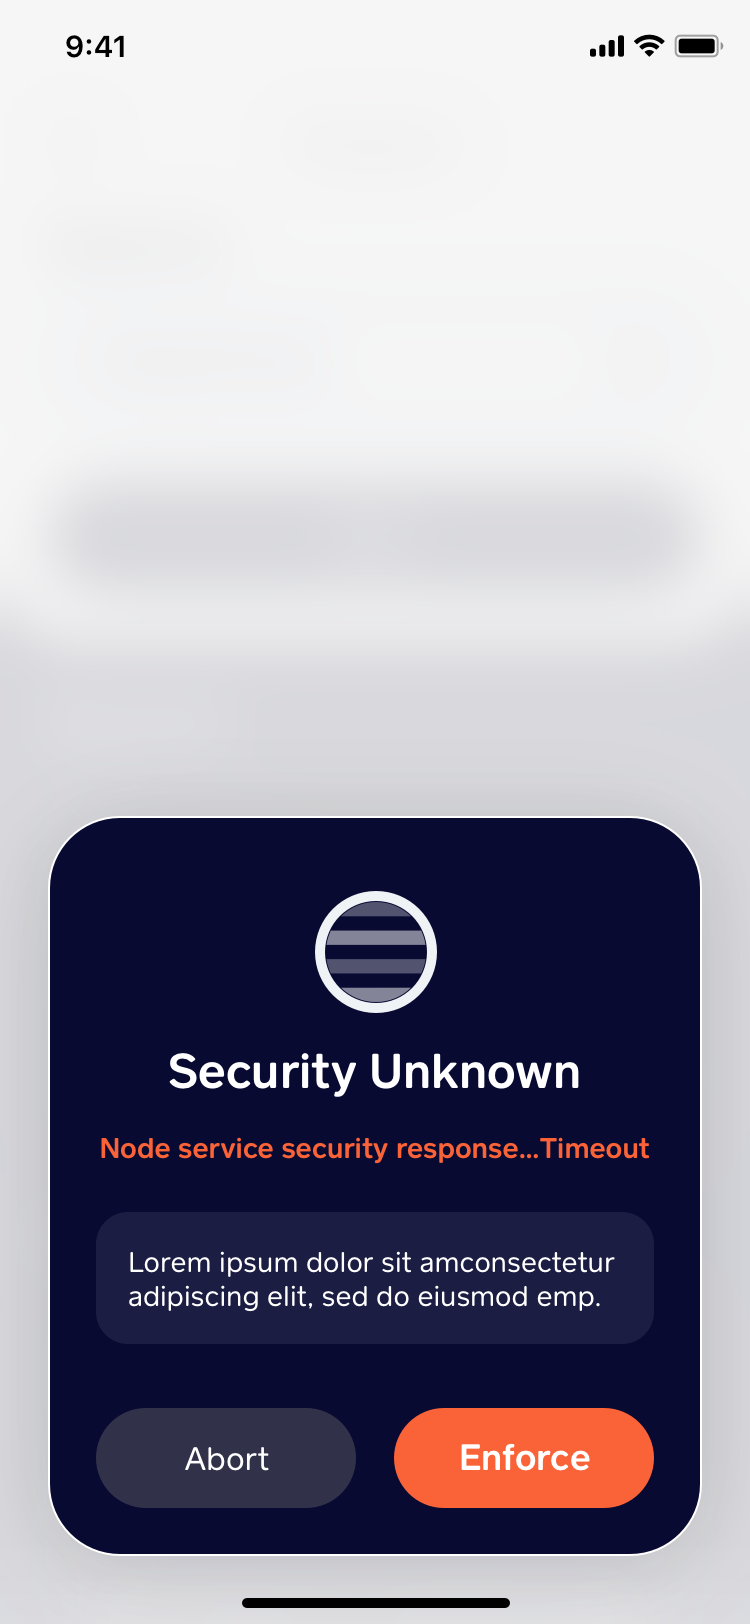 9:41
Security Unknown
Node service security response...Timeout
Lorem ipsum dolor sit amconsectetur
adipiscing elit, sed do eiusmod emp.
Abort
Enforce